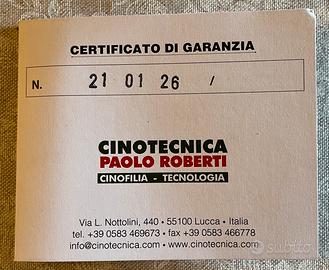 CERTIFICATO DI GARANZIA
N. 21 01 26 /
CINOTECNICA
PAOLO ROBERTI
CINOFILIA - TECNOLOGIA
Via L. Nottolini, 440 • 55100 Lucca • Italia
tel. +39 0583 469673 • fax +39 0583 466778
info@cinotecnica.com • www.cinotecnica.com
subito